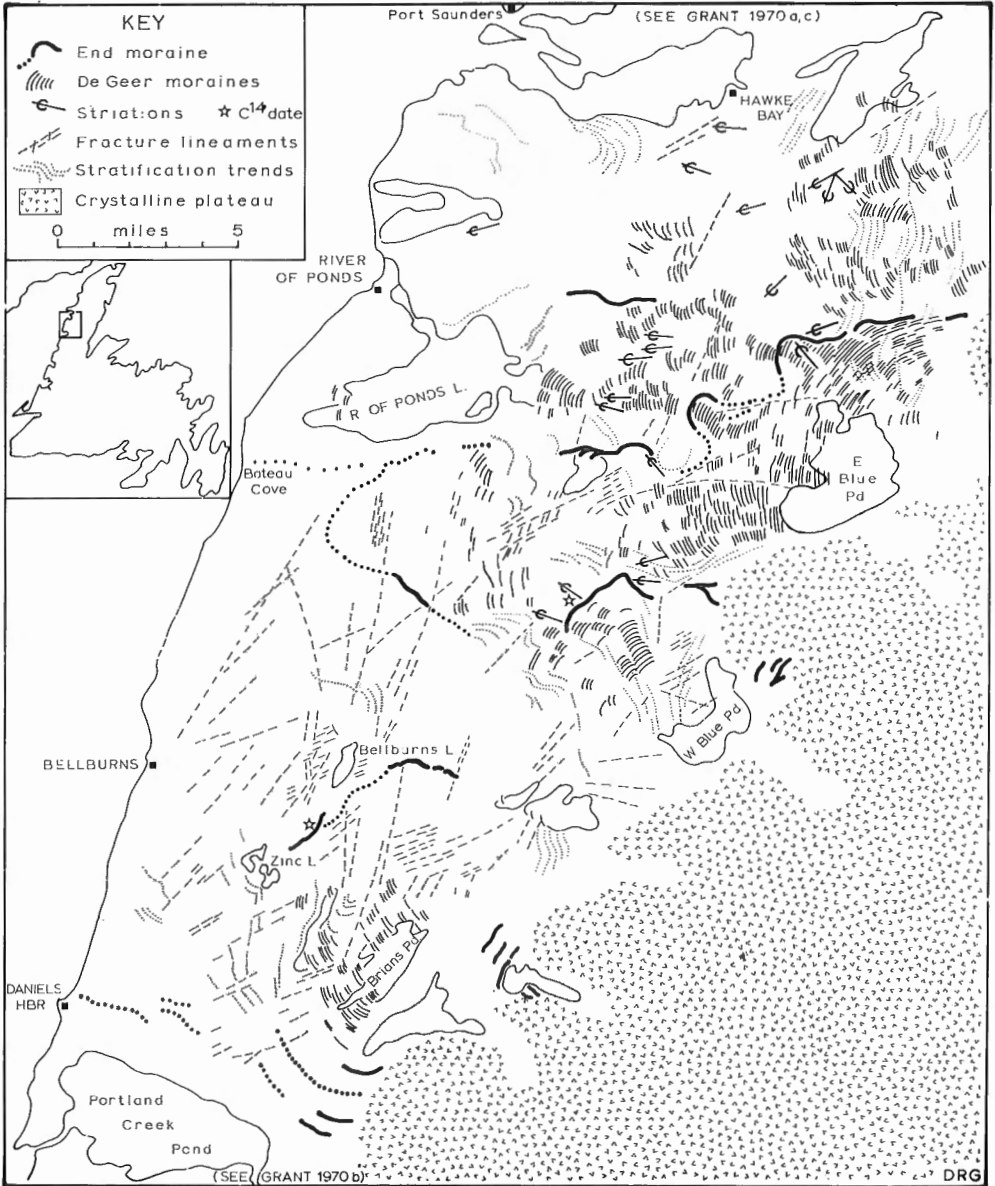 Port Saunders
(SEE GRANT 1970 a,c)
KEY
End moraine
De Geer moraines
Striations
C14 date
Fracture lineaments
Stratification trends
Crystalline plateau
0 miles 5
HAWKE
BAY
RIVER
OF PONDS
R OF PONDS L.
Bateau
Cove
E
Blue
Pd
W Blue Pd
BELLBURNS
Bellburns L
Zinc L
Brians Pd
DANIELS
HBR
Portland
Creek
Pond
(SEE GRANT 1970 b)
DRG